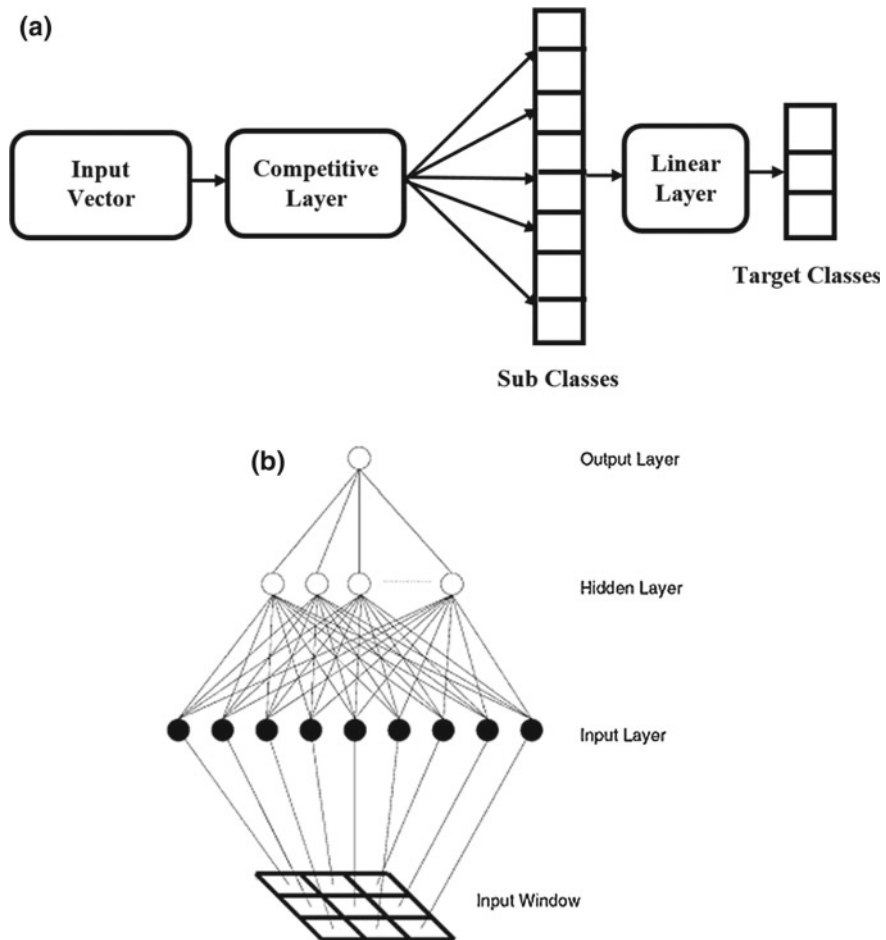 (a)
Input
Vector
Competitive
Layer
Linear
Layer
Target Classes
Sub Classes
(b)
Output Layer
Hidden Layer
Input Layer
Input Window